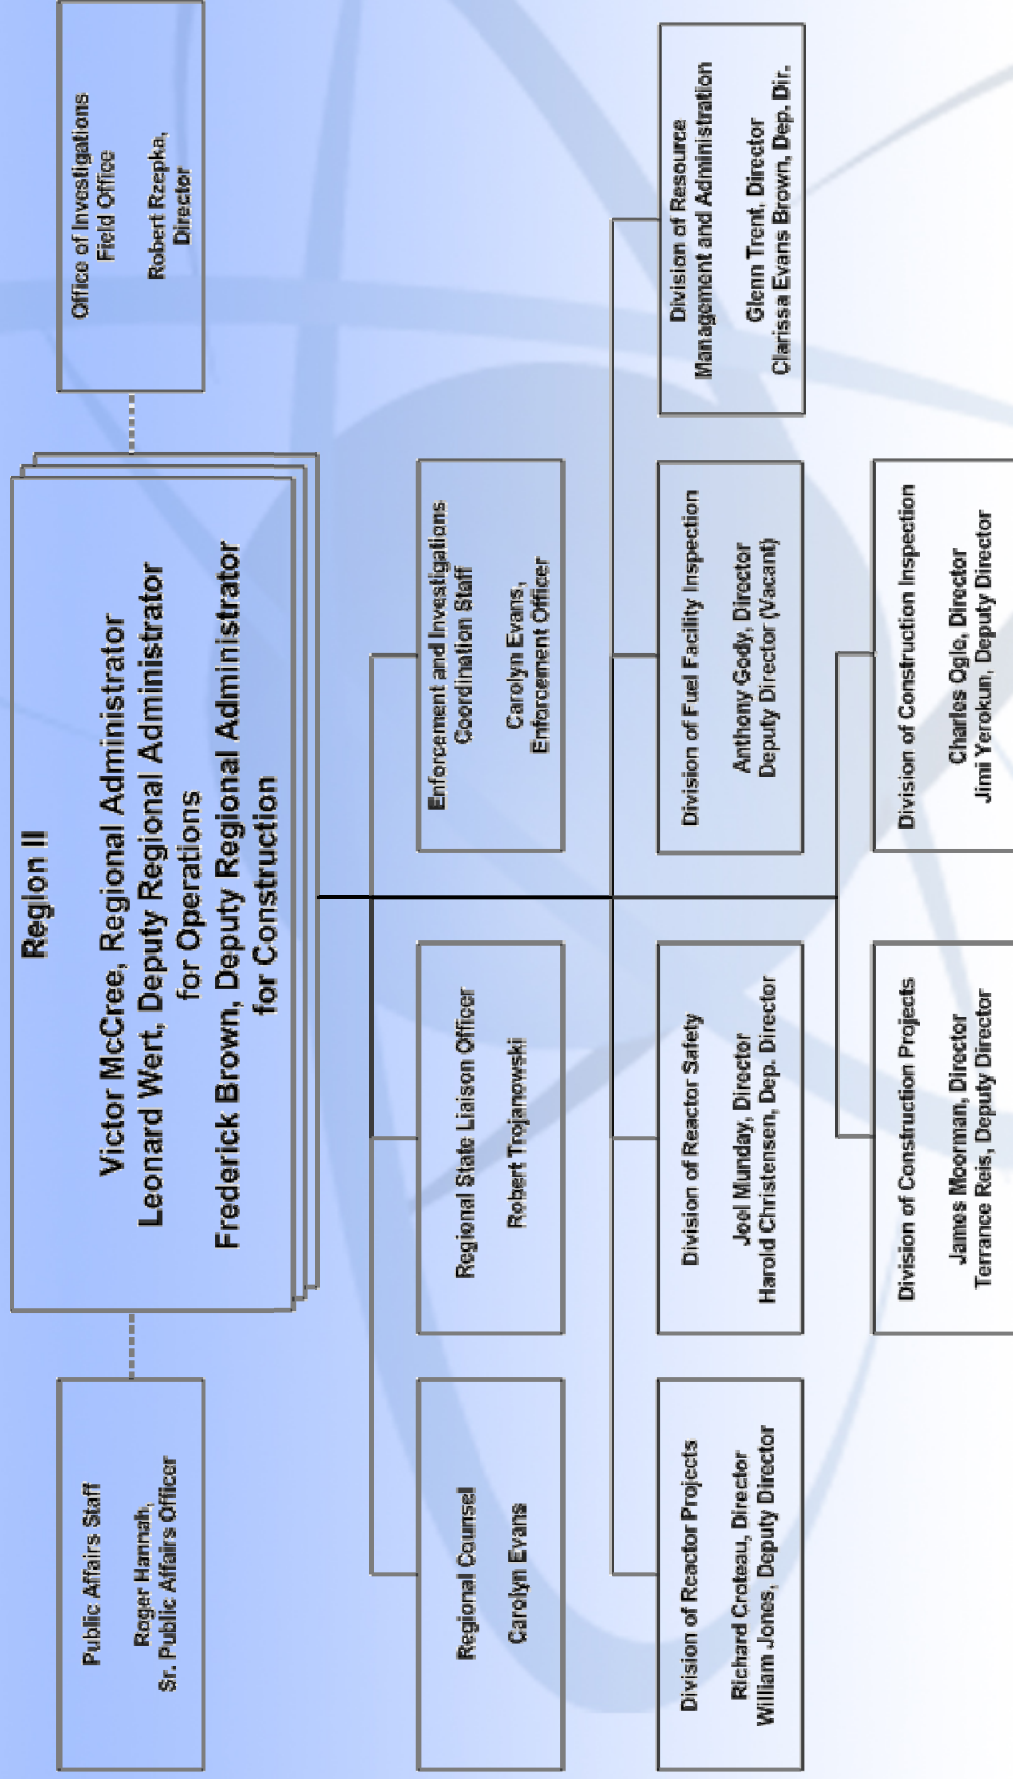 Region II
Victor McCree, Regional Administrator
Leonard Wert, Deputy Regional Administrator
for Operations
Frederick Brown, Deputy Regional Administrator
for Construction
Public Affairs Staff
Roger Hannah,
Sr. Public Affairs Officer
Office of Investigations
Field Office
Robert Rzepka,
Director
Regional Counsel
Carolyn Evans
Regional State Liaison Officer
Robert Trojanowski
Enforcement and Investigations
Coordination Staff
Carolyn Evans,
Enforcement Officer
Division of Reactor Projects
Richard Croteau, Director
William Jones, Deputy Director
Division of Reactor Safety
Joel Munday, Director
Harold Christensen, Dep. Director
Division of Fuel Facility Inspection
Anthony Gody, Director
Deputy Director (Vacant)
Division of Resource
Management and Administration
Glenn Trent, Director
Clarissa Evans Brown, Dep. Dir.
Division of Construction Projects
James Moorman, Director
Terrance Reis, Deputy Director
Division of Construction Inspection
Charles Ogle, Director
Jimi Yerokun, Deputy Director